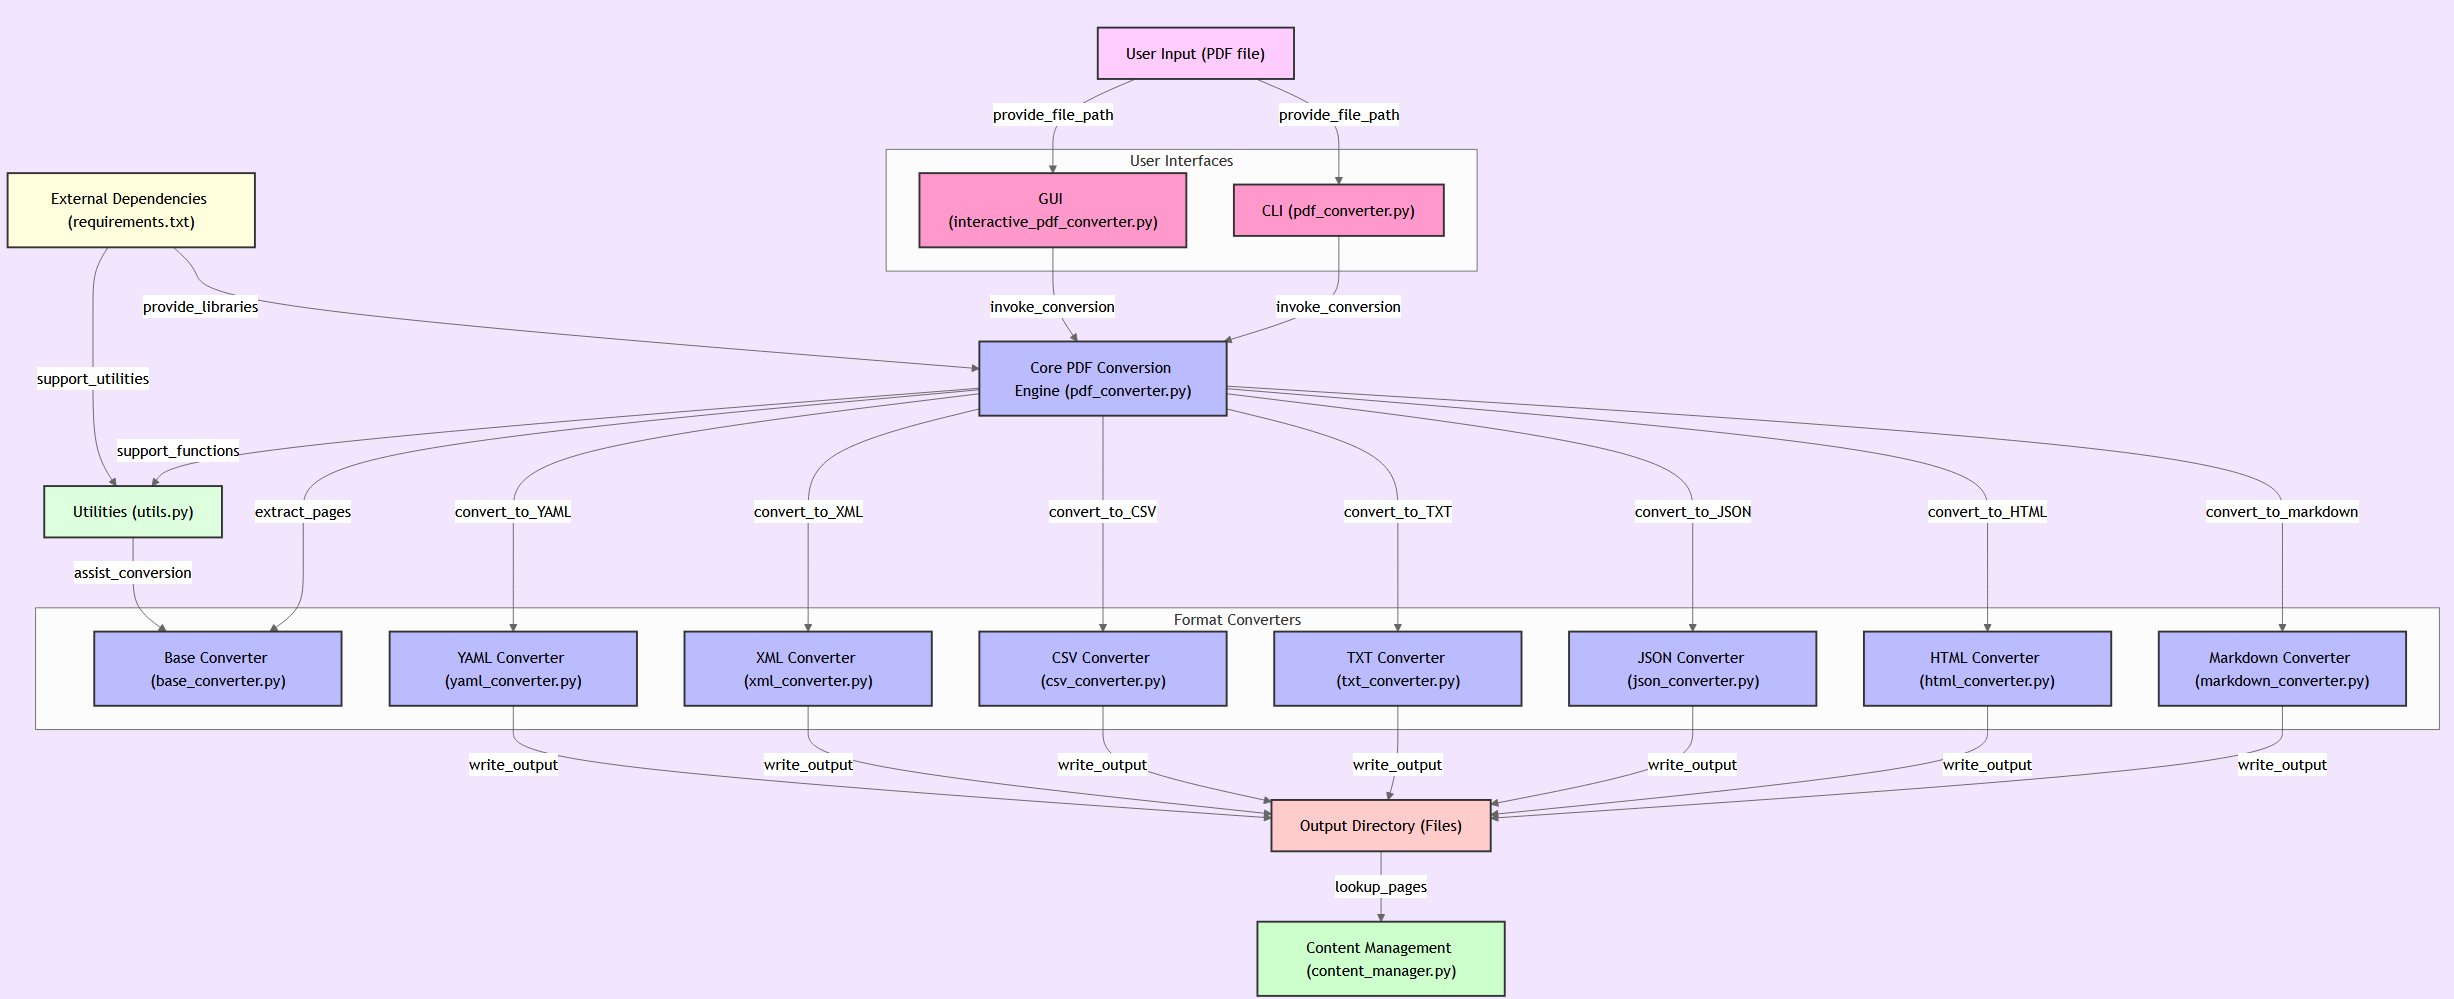 User Input (PDF file)
provide_file_path
provide_file_path
User Interfaces
External Dependencies
(requirements.txt)
GUI
(interactive_pdf_converter.py)
CLI (pdf_converter.py)
provide_libraries
invoke_conversion
invoke_conversion
Core PDF Conversion
Engine (pdf_converter.py)
support_utilities
support_functions
Utilities (utils.py)
extract_pages
convert_to_YAML
convert_to_XML
convert_to_CSV
convert_to_TXT
convert_to_JSON
convert_to_HTML
convert_to_markdown
assist_conversion
Format Converters
Base Converter
(base_converter.py)
YAML Converter
(yaml_converter.py)
XML Converter
(xml_converter.py)
CSV Converter
(csv_converter.py)
TXT Converter
(txt_converter.py)
JSON Converter
(json_converter.py)
HTML Converter
(html_converter.py)
Markdown Converter
(markdown_converter.py)
write_output
write_output
write_output
write_output
write_output
write_output
write_output
Output Directory (Files)
lookup_pages
Content Management
(content_manager.py)